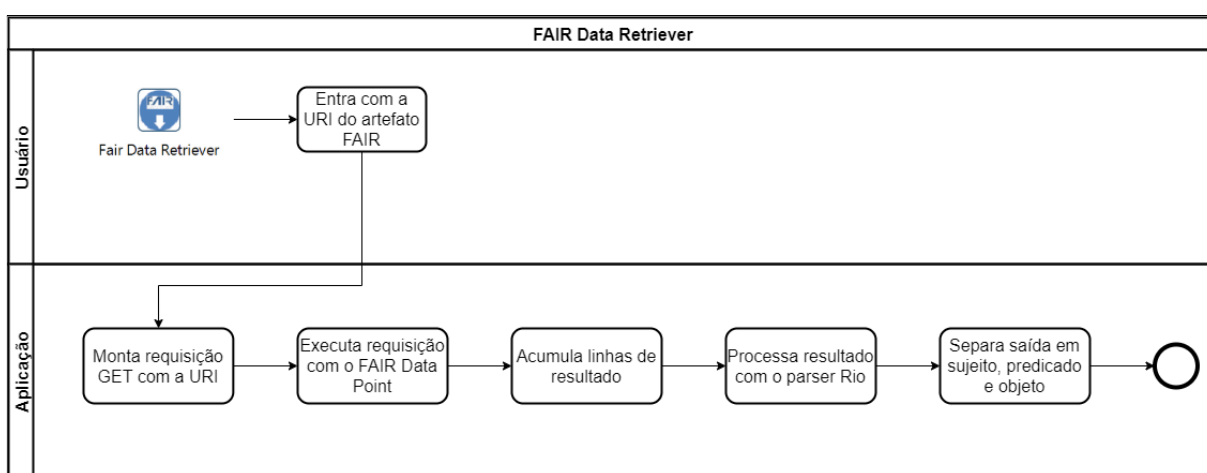 FAIR Data Retriever
Usuário
FAIR
Fair Data Retriever
Entra com a
URI do artefato
FAIR
Aplicação
Monta requisição
GET com a URI
Executa requisição
com o FAIR Data
Point
Acumula linhas de
resultado
Processa resultado
com o parser Rio
Separa saída em
sujeito, predicado
e objeto